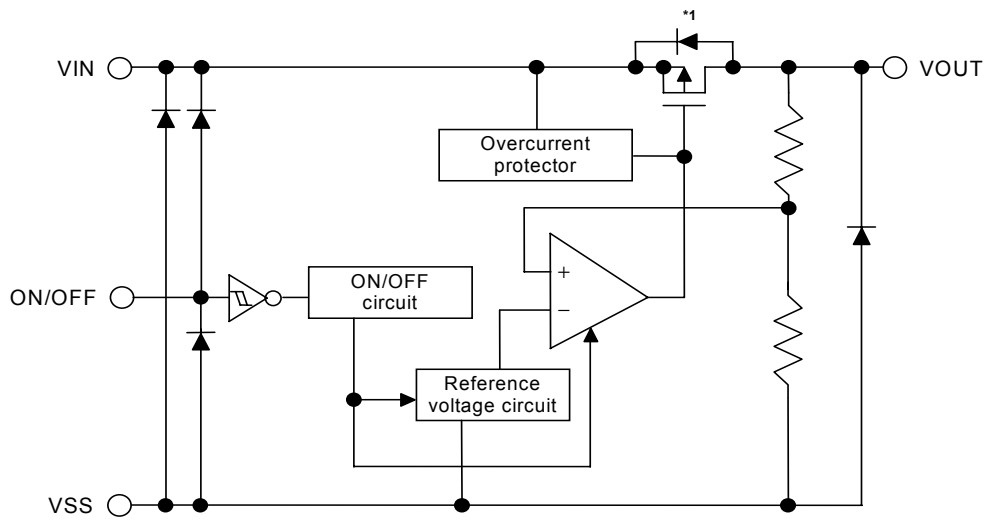 *1
VIN
VOUT
Overcurrent
protector
+
−
ON/OFF
ON/OFF
circuit
Reference
voltage circuit
VSS